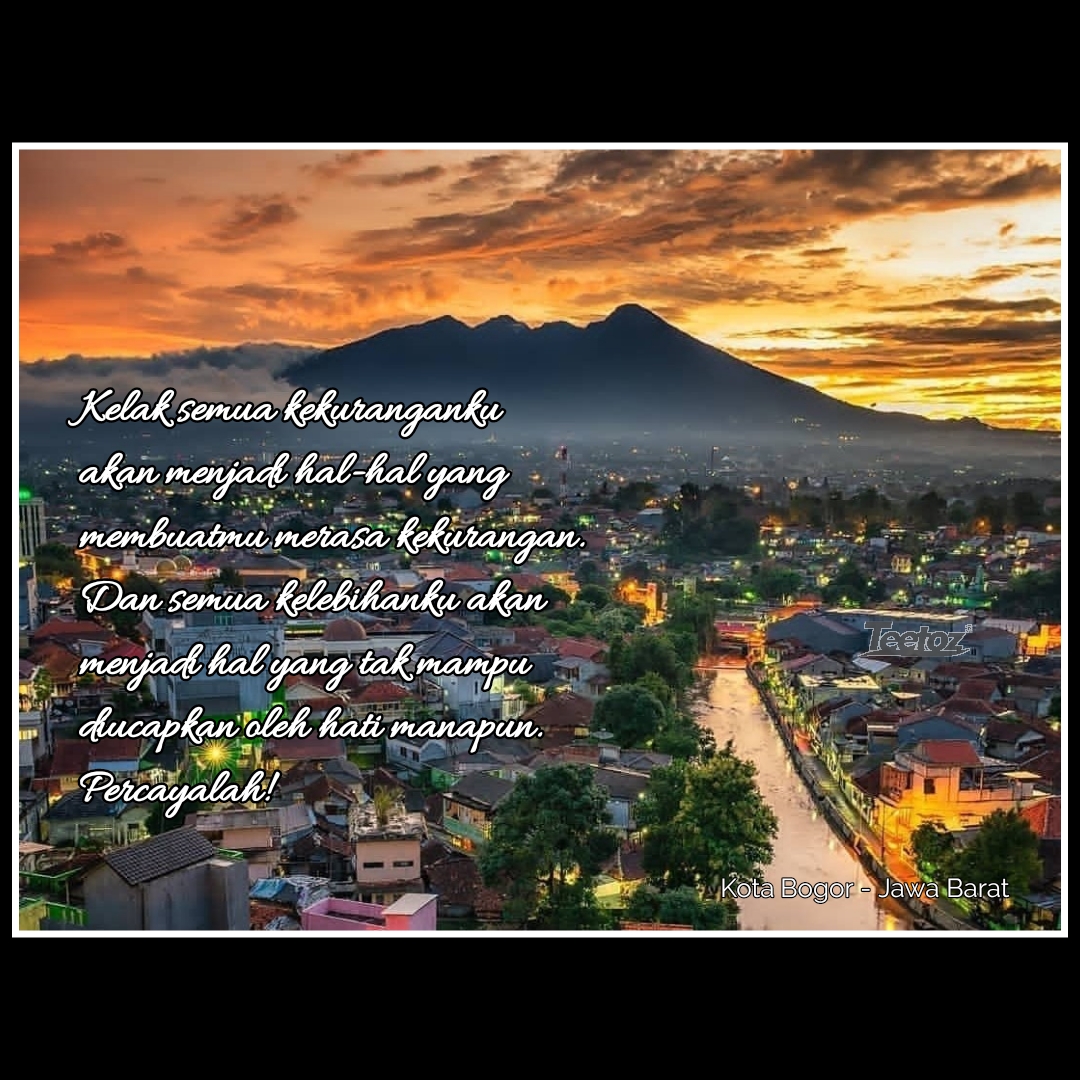 Kelak semua kekuranganku
akan menjadi hal-hal yang
membuatmu merasa kekurangan.
Dan semua kelebihanku akan
menjadi hal yang tak mampu
diucapkan oleh hati manapun.
Percayalah!
Teetoz
Kota Bogor - Jawa Barat